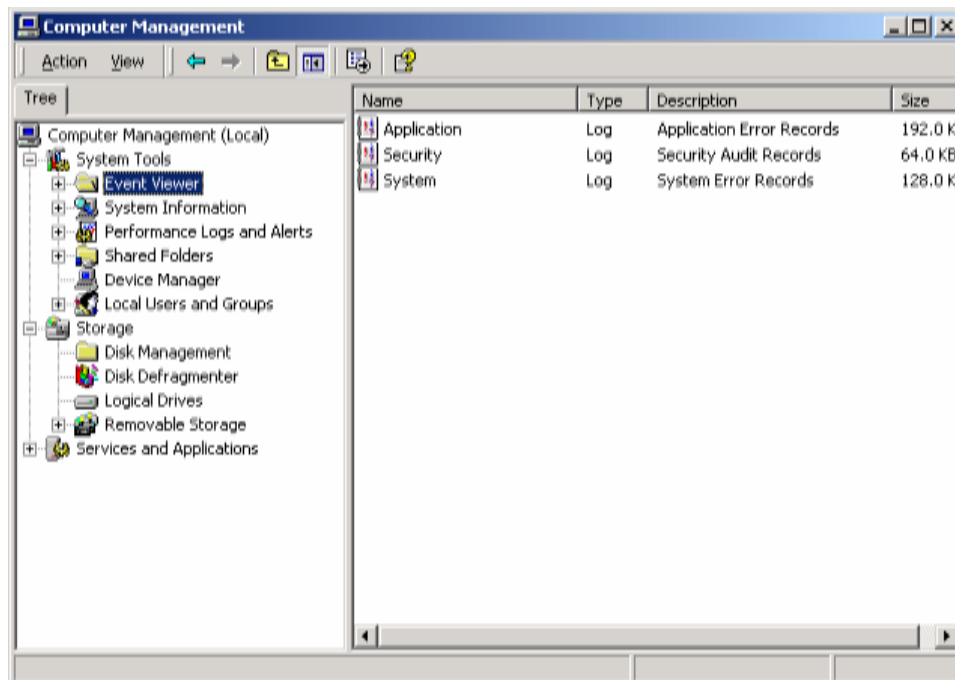 Computer Management
Action View
Tree
Computer Management (Local)
System Tools
Event Viewer
System Information
Performance Logs and Alerts
Shared Folders
Device Manager
Local Users and Groups
Storage
Disk Management
Disk Defragmenter
Logical Drives
Removable Storage
Services and Applications
Name Type Description Size
Application Log Application Error Records 192.0 K
Security Log Security Audit Records 64.0 KB
System Log System Error Records 128.0 K